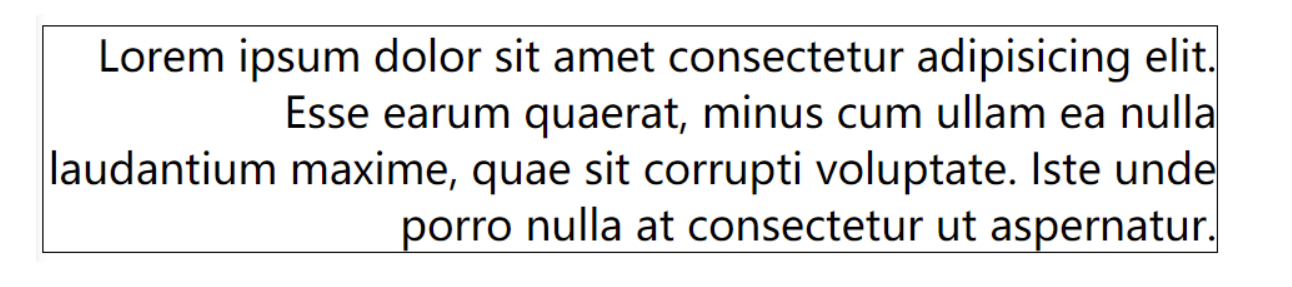 Lorem ipsum dolor sit amet consectetur adipisicing elit.
Esse earum quaerat, minus cum ullam ea nulla
laudantium maxime, quae sit corrupti voluptate. Iste unde
porro nulla at consectetur ut aspernatur.